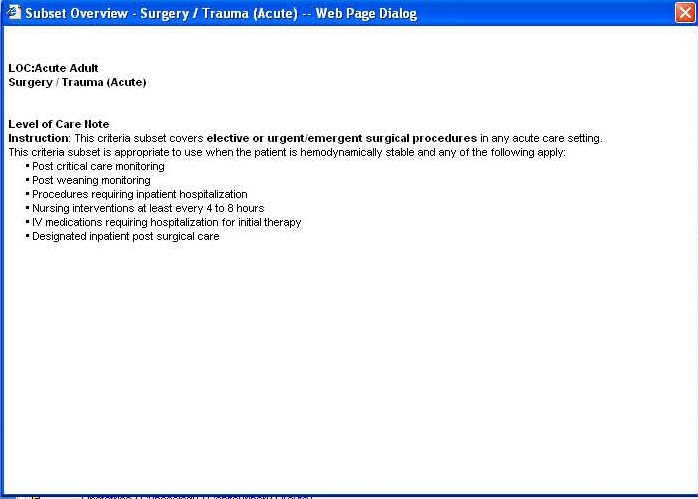 Subset Overview - Surgery / Trauma (Acute) -- Web Page Dialog
LOC:Acute Adult
Surgery / Trauma (Acute)
Level of Care Note
Instruction: This criteria subset covers elective or urgent/emergent surgical procedures in any acute care setting.
This criteria subset is appropriate to use when the patient is hemodynamically stable and any of the following apply:
• Post critical care monitoring
• Post weaning monitoring
• Procedures requiring inpatient hospitalization
• Nursing interventions at least every 4 to 8 hours
• IV medications requiring hospitalization for initial therapy
• Designated inpatient post surgical care